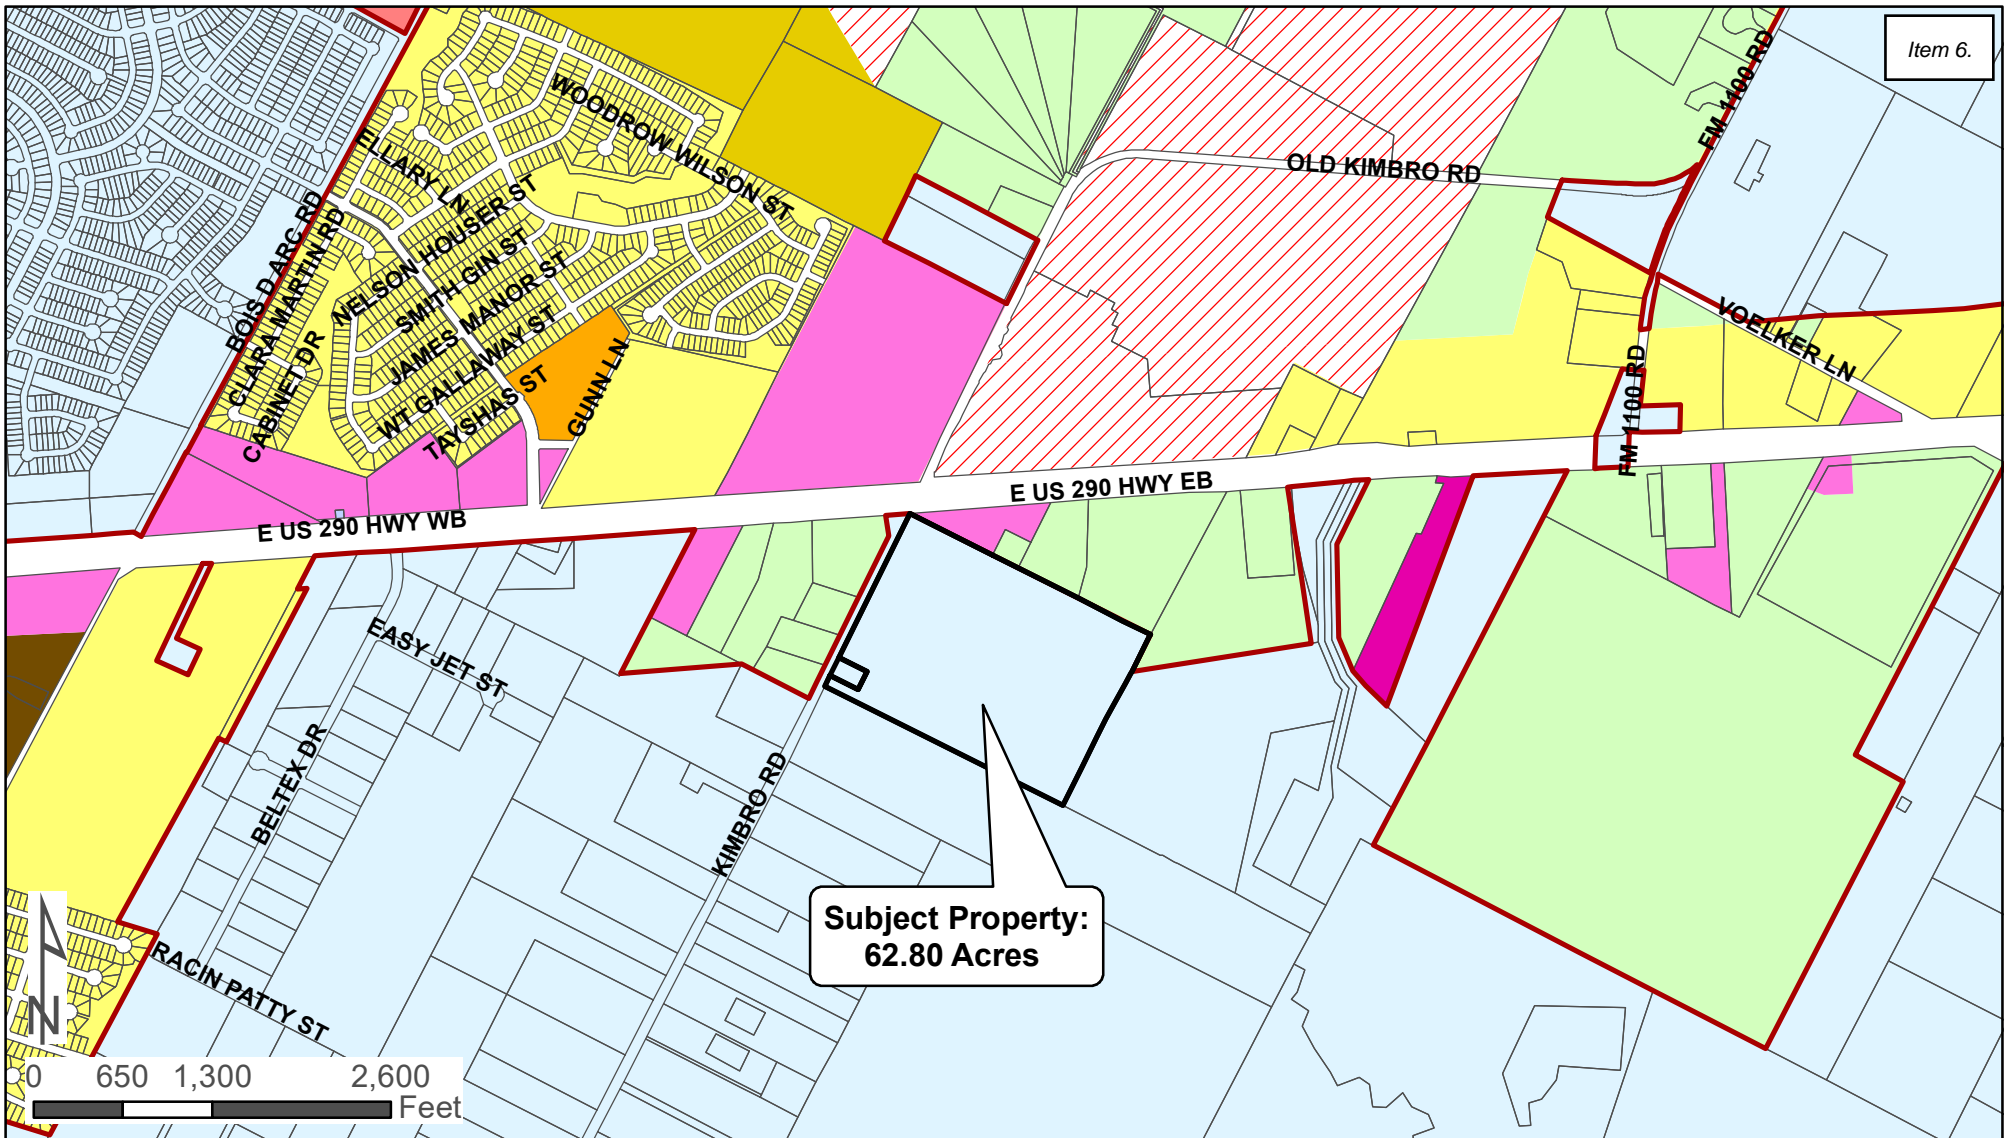 Item 6.
FM 1100 RD
WOODROW WILSON ST
ELLARY LN
OLD KIMBRO RD
BOIS D ARC RD
CLARA MARTIN RD
NELSON HOUSER ST
SMITH GIN ST
JAMES MANOR ST
WT GALLAWAY ST
CABINET DR
TAYSHAS ST
GUNN LN
VOELKER LN
FM 1100 RD
E US 290 HWY EB
E US 290 HWY WB
EASY JET ST
BELTEX DR
KIMBRO RD
Subject Property:
62.80 Acres
RACIN PATTY ST
N
0 650 1,300 2,600
Feet